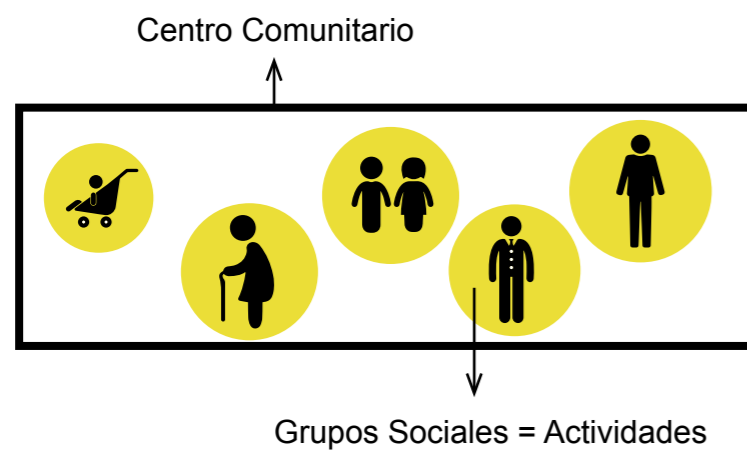 Centro Comunitario
Grupos Sociales = Actividades